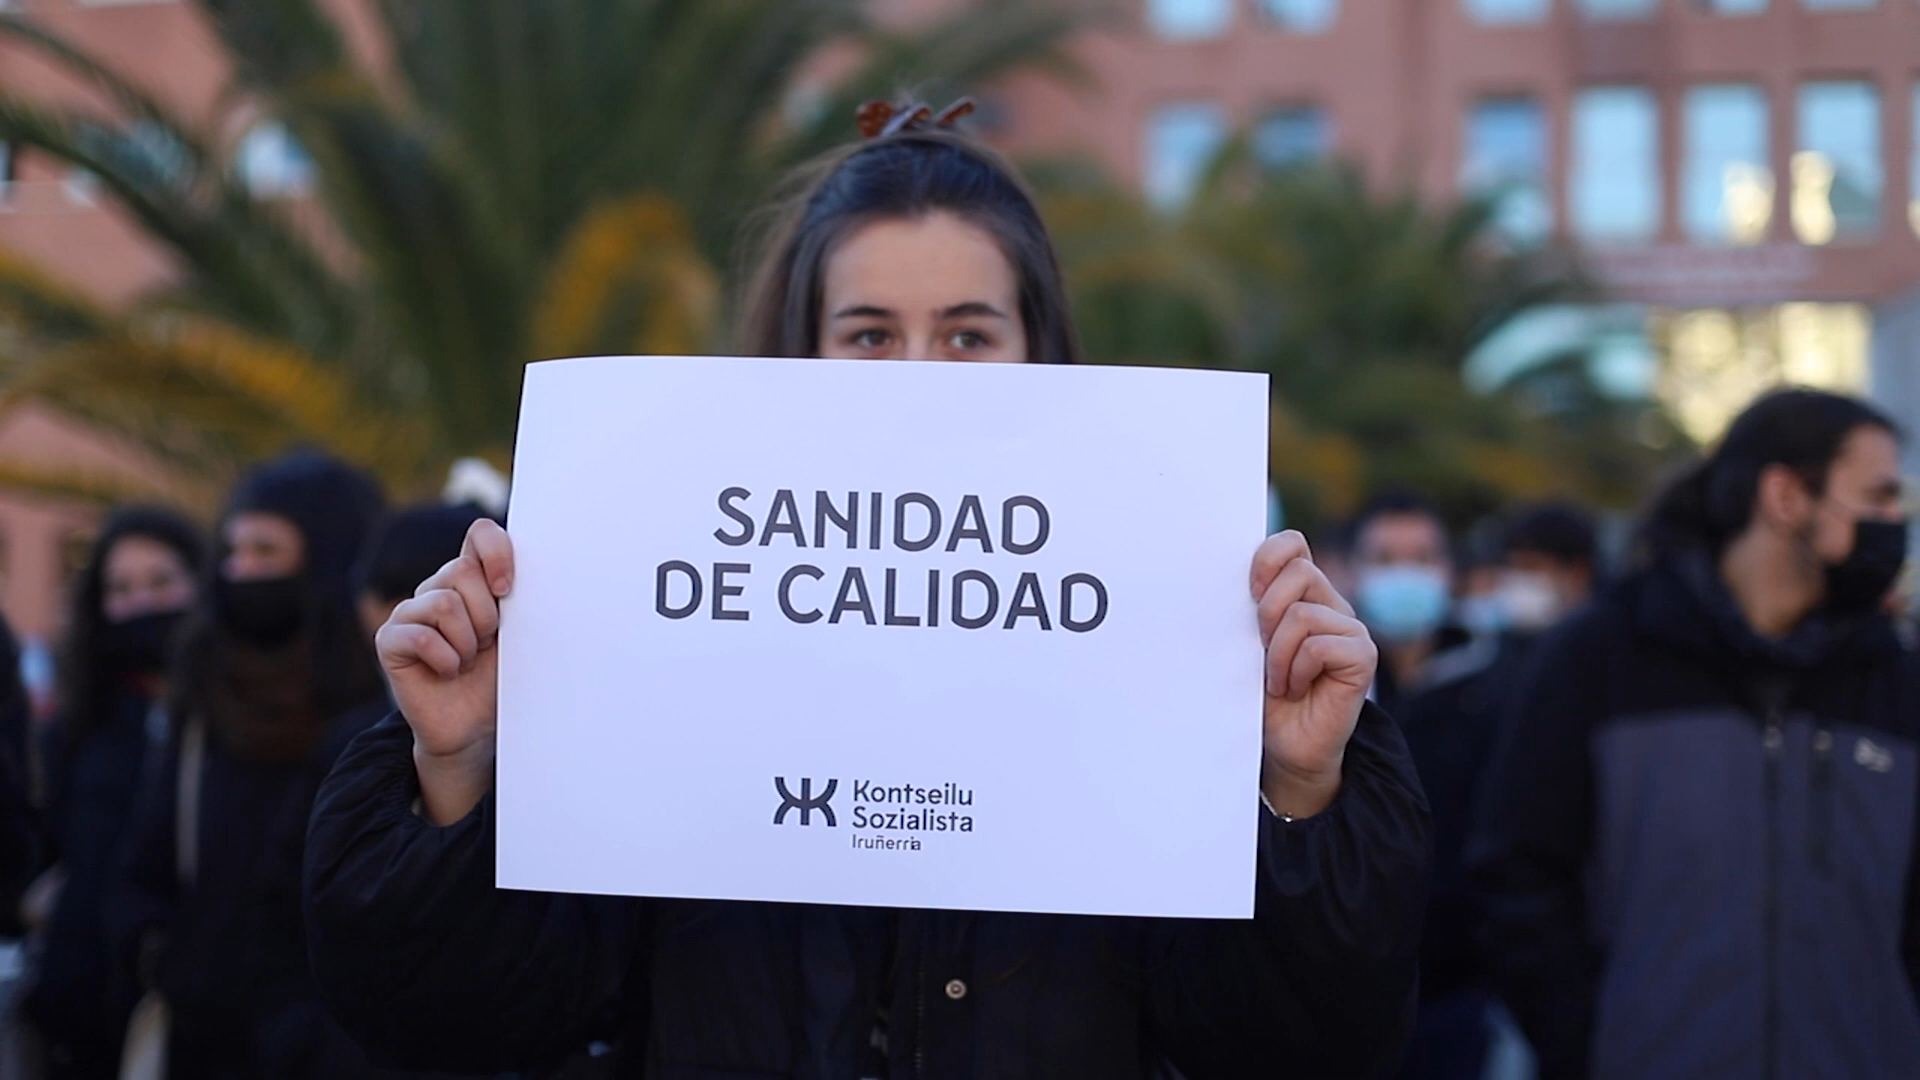 SANIDAD
DE CALIDAD
Kontseilu
Sozialista
Iruñerria